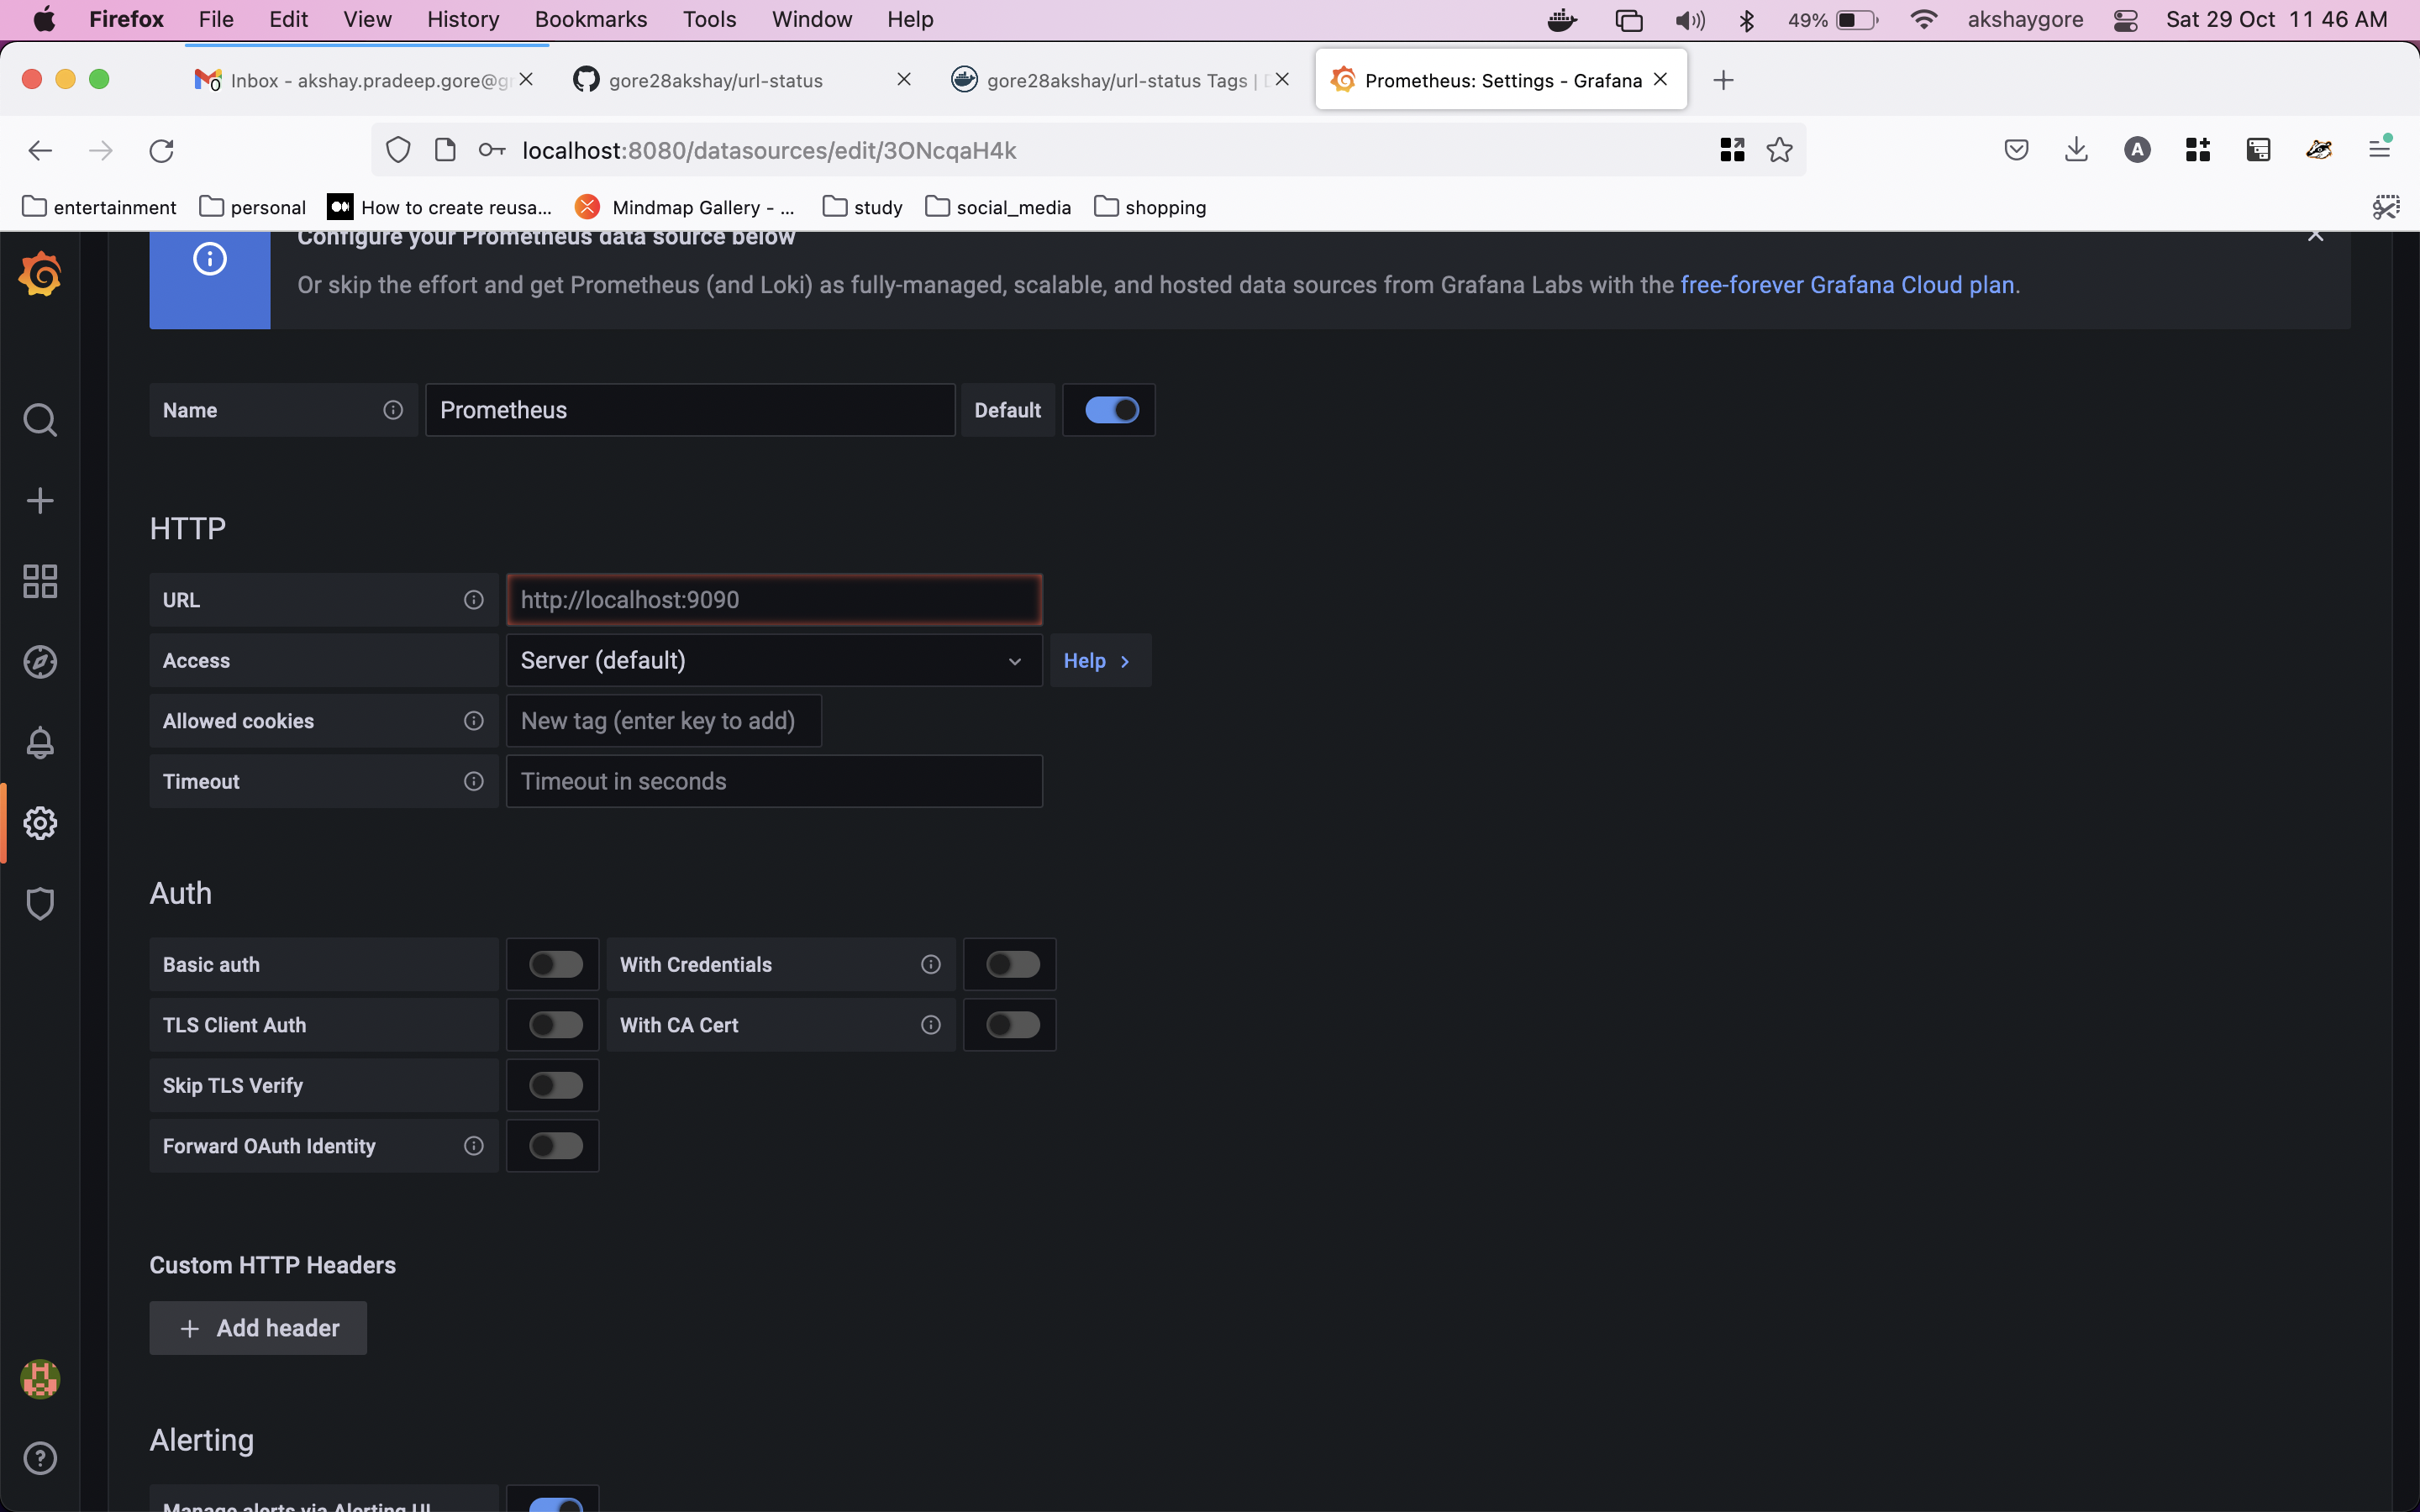 Firefox File Edit View History Bookmarks Tools Window Help 49% akshaygore Sat 29 Oct 11 46 AM
Inbox - akshay.pradeep.gore@g gore28akshay/url-status gore28akshay/url-status Tags | D Prometheus: Settings - Grafana
localhost:8080/datasources/edit/3ONcqaH4k
entertainment personal How to create reusa... Mindmap Gallery - ... study social_media shopping
Configure your Prometheus data source below
Or skip the effort and get Prometheus (and Loki) as fully-managed, scalable, and hosted data sources from Grafana Labs with the free-forever Grafana Cloud plan.
Name Prometheus Default
HTTP
URL http://localhost:9090
Access Server (default) Help
Allowed cookies New tag (enter key to add)
Timeout Timeout in seconds
Auth
Basic auth With Credentials
TLS Client Auth With CA Cert
Skip TLS Verify
Forward OAuth Identity
Custom HTTP Headers
Add header
Alerting
Manage alerts via Alerting UI